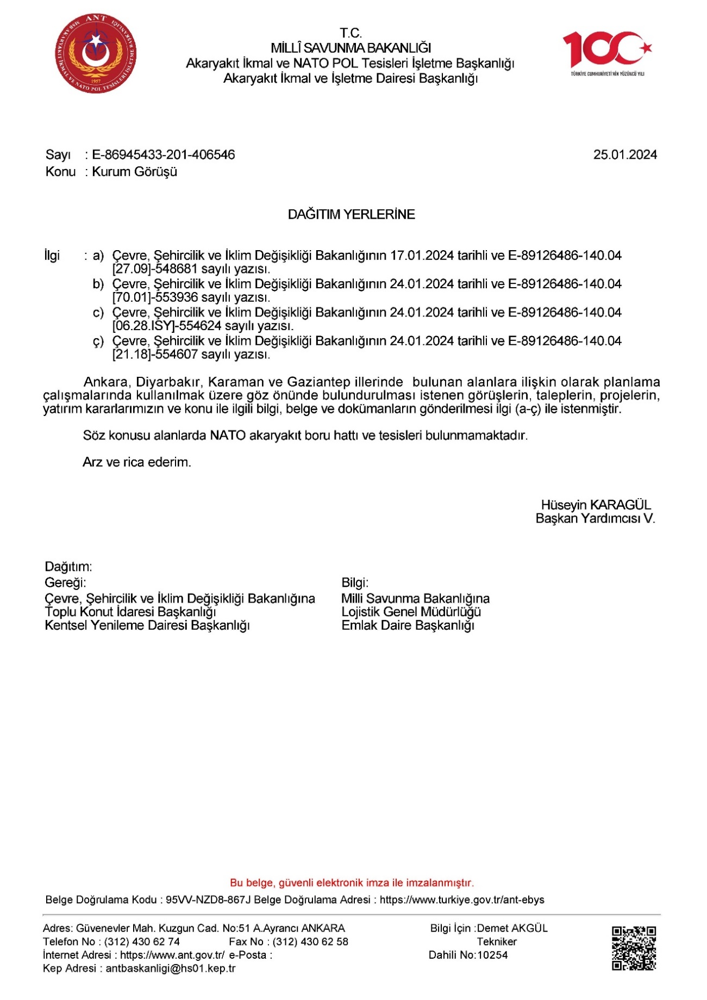 ANT
MSB AKARYAKIT İKMAL VE NATO POL TESİSLERİ İŞLETME BAŞKANLIĞI
1957
T.C.
MİLLÎ SAVUNMA BAKANLIĞI
Akaryakıt İkmal ve NATO POL Tesisleri İşletme Başkanlığı
Akaryakıt İkmal ve İşletme Dairesi Başkanlığı
100
TÜRKİYE CUMHURİYETİ'NİN YÜZÜNCÜ YILI
Sayı : E-86945433-201-406546 25.01.2024
Konu : Kurum Görüşü
DAĞITIM YERLERİNE
İlgi : a) Çevre, Şehircilik ve İklim Değişikliği Bakanlığının 17.01.2024 tarihli ve E-89126486-140.04
[27.09]-548681 sayılı yazısı.
b) Çevre, Şehircilik ve İklim Değişikliği Bakanlığının 24.01.2024 tarihli ve E-89126486-140.04
[70.01]-553936 sayılı yazısı.
c) Çevre, Şehircilik ve İklim Değişikliği Bakanlığının 24.01.2024 tarihli ve E-89126486-140.04
[06.28.ISY]-554624 sayılı yazısı.
ç) Çevre, Şehircilik ve İklim Değişikliği Bakanlığının 24.01.2024 tarihli ve E-89126486-140.04
[21.18]-554607 sayılı yazısı.
Ankara, Diyarbakır, Karaman ve Gaziantep illerinde bulunan alanlara ilişkin olarak planlama
çalışmalarında kullanılmak üzere göz önünde bulundurulması istenen görüşlerin, taleplerin, projelerin,
yatırım kararlarımızın ve konu ile ilgili bilgi, belge ve dokümanların gönderilmesi ilgi (a-ç) ile istenmiştir.
Söz konusu alanlarda NATO akaryakıt boru hattı ve tesisleri bulunmamaktadır.
Arz ve rica ederim.
Hüseyin KARAGÜL
Başkan Yardımcısı V.
Dağıtım:
Gereği: Bilgi:
Çevre, Şehircilik ve İklim Değişikliği Bakanlığına Milli Savunma Bakanlığına
Toplu Konut İdaresi Başkanlığı Lojistik Genel Müdürlüğü
Kentsel Yenileme Dairesi Başkanlığı Emlak Daire Başkanlığı
Bu belge, güvenli elektronik imza ile imzalanmıştır.
Belge Doğrulama Kodu : 95VV-NZD8-867J Belge Doğrulama Adresi : https://www.turkiye.gov.tr/ant-ebys
Adres: Güvenevler Mah. Kuzgun Cad. No:51 A.Ayrancı ANKARA Bilgi İçin :Demet AKGÜL
Telefon No : (312) 430 62 74 Fax No : (312) 430 62 58 Tekniker
İnternet Adresi : https://www.ant.gov.tr/ e-Posta : Dahili No:10254
Kep Adresi : antbaskanligi@hs01.kep.tr